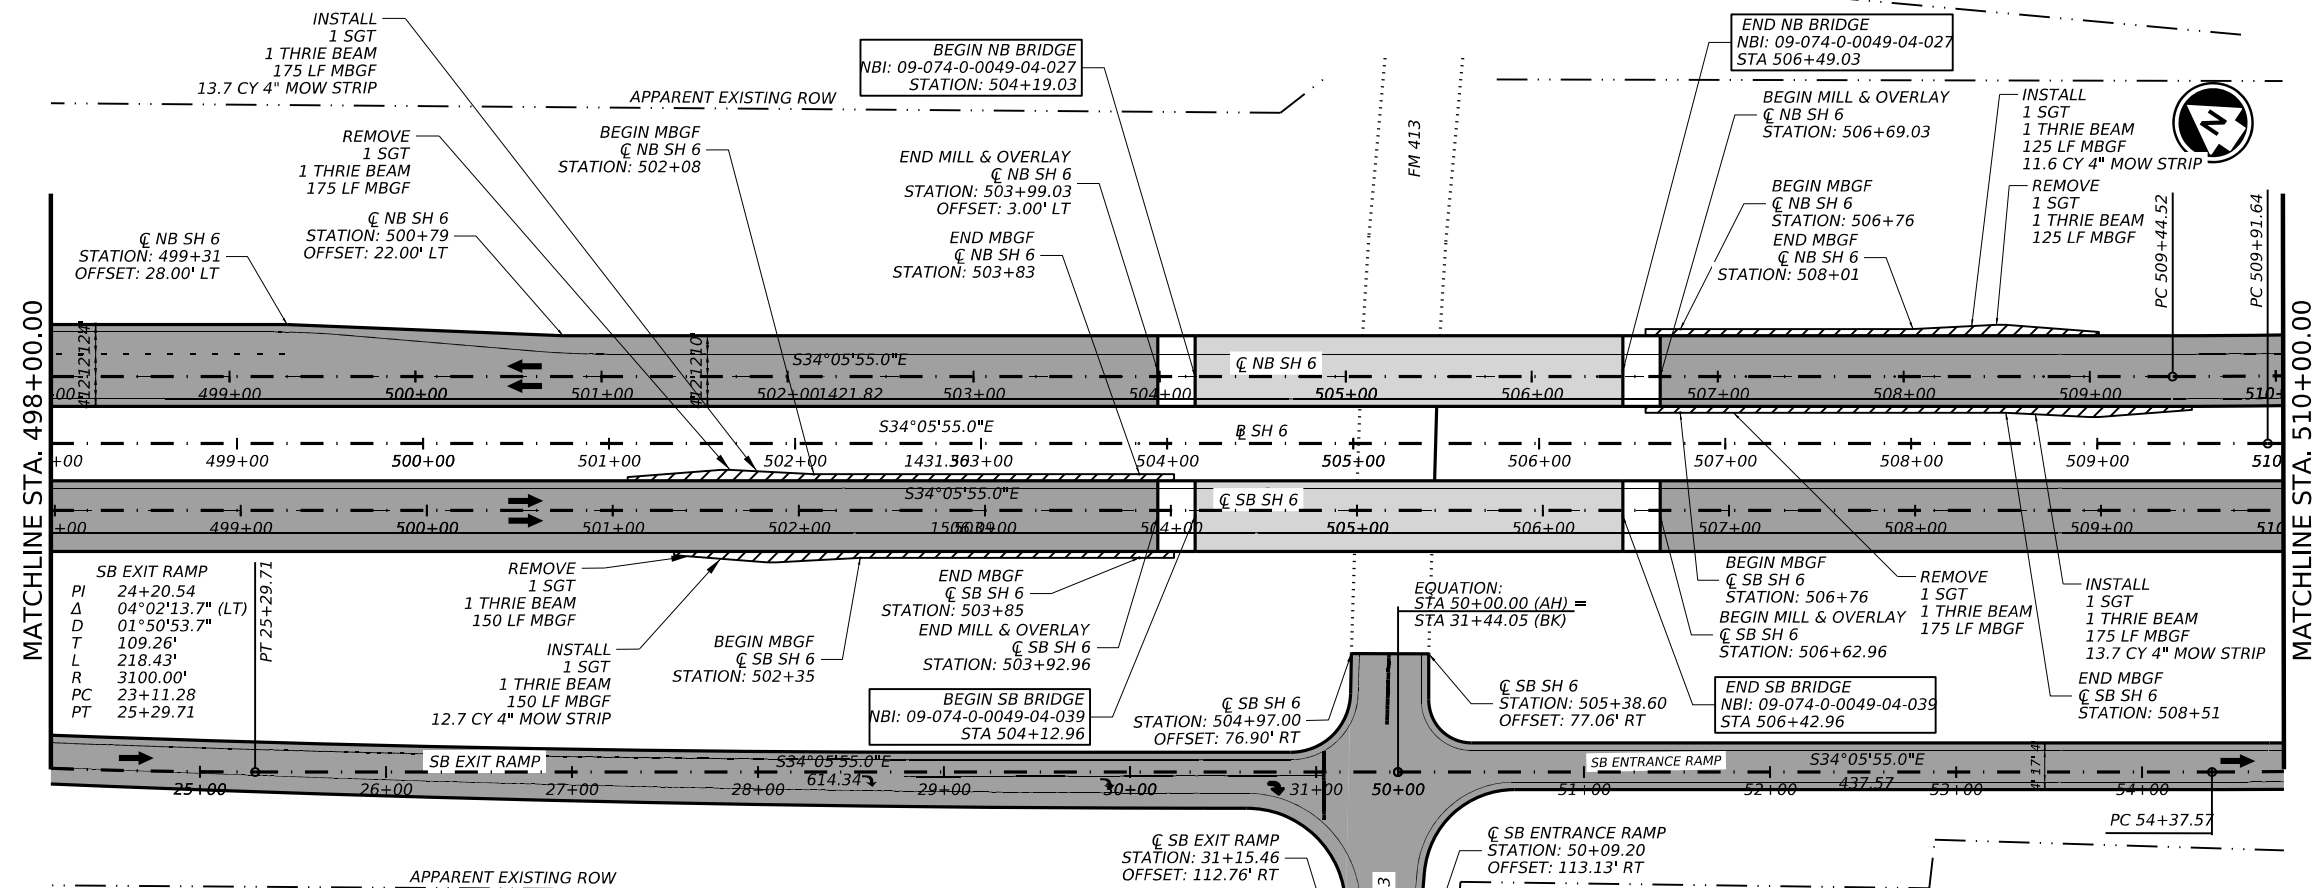 INSTALL
1 SGT
1 THRIE BEAM
175 LF MBGF
13.7 CY 4" MOW STRIP
REMOVE
1 SGT
1 THRIE BEAM
175 LF MBGF
℄ NB SH 6
STATION: 499+31
OFFSET: 28.00' LT
℄ NB SH 6
STATION: 500+79
OFFSET: 22.00' LT
APPARENT EXISTING ROW
BEGIN MBGF
℄ NB SH 6
STATION: 502+08
BEGIN NB BRIDGE
NBI: 09-074-0-0049-04-027
STATION: 504+19.03
END MILL & OVERLAY
℄ NB SH 6
STATION: 503+99.03
OFFSET: 3.00' LT
END MBGF
℄ NB SH 6
STATION: 503+83
FM 413
END NB BRIDGE
NBI: 09-074-0-0049-04-027
STA 506+49.03
BEGIN MILL & OVERLAY
℄ NB SH 6
STATION: 506+69.03
BEGIN MBGF
℄ NB SH 6
STATION: 506+76
END MBGF
℄ NB SH 6
STATION: 508+01
INSTALL
1 SGT
1 THRIE BEAM
125 LF MBGF
11.6 CY 4" MOW STRIP
REMOVE
1 SGT
1 THRIE BEAM
125 LF MBGF
N
PC 509+44.52
PC 509+91.64
MATCHLINE STA. 498+00.00
MATCHLINE STA. 510+00.00
4' 12' 12' 12' 4'
4' 12' 12' 10'
S34°05'55.0"E
℄ NB SH 6
+00 499+00 500+00 501+00 502+00 1421.82 503+00 504+00 505+00 506+00 507+00 508+00 509+00 510+
S34°05'55.0"E
B SH 6
+00 499+00 500+00 501+00 502+00 1431.56 503+00 504+00 505+00 506+00 507+00 508+00 509+00 510
S34°05'55.0"E
℄ SB SH 6
+00 499+00 500+00 501+00 502+00 503+00 504+00 505+00 506+00 507+00 508+00 509+00 510
SB EXIT RAMP
PI 24+20.54
Δ 04°02'13.7" (LT)
D 01°50'53.7"
T 109.26'
L 218.43'
R 3100.00'
PC 23+11.28
PT 25+29.71
PT 25+29.71
REMOVE
1 SGT
1 THRIE BEAM
150 LF MBGF
INSTALL
1 SGT
1 THRIE BEAM
150 LF MBGF
12.7 CY 4" MOW STRIP
BEGIN MBGF
℄ SB SH 6
STATION: 502+35
END MBGF
℄ SB SH 6
STATION: 503+85
END MILL & OVERLAY
℄ SB SH 6
STATION: 503+92.96
BEGIN SB BRIDGE
NBI: 09-074-0-0049-04-039
STA 504+12.96
℄ SB SH 6
STATION: 504+97.00
OFFSET: 76.90' RT
EQUATION:
STA 50+00.00 (AH) =
STA 31+44.05 (BK)
℄ SB SH 6
STATION: 505+38.60
OFFSET: 77.06' RT
BEGIN MBGF
℄ SB SH 6
STATION: 506+76
BEGIN MILL & OVERLAY
℄ SB SH 6
STATION: 506+62.96
END SB BRIDGE
NBI: 09-074-0-0049-04-039
STA 506+42.96
REMOVE
1 SGT
1 THRIE BEAM
175 LF MBGF
INSTALL
1 SGT
1 THRIE BEAM
175 LF MBGF
13.7 CY 4" MOW STRIP
END MBGF
℄ SB SH 6
STATION: 508+51
SB EXIT RAMP
S34°05'55.0"E
614.34
SB ENTRANCE RAMP
S34°05'55.0"E
437.57
4' 17' 4'
25+00 26+00 27+00 28+00 29+00 30+00 31+00 50+00 51+00 52+00 53+00 54+00
PC 54+37.57
℄ SB EXIT RAMP
STATION: 31+15.46
OFFSET: 112.76' RT
℄ SB ENTRANCE RAMP
STATION: 50+09.20
OFFSET: 113.13' RT
3
APPARENT EXISTING ROW